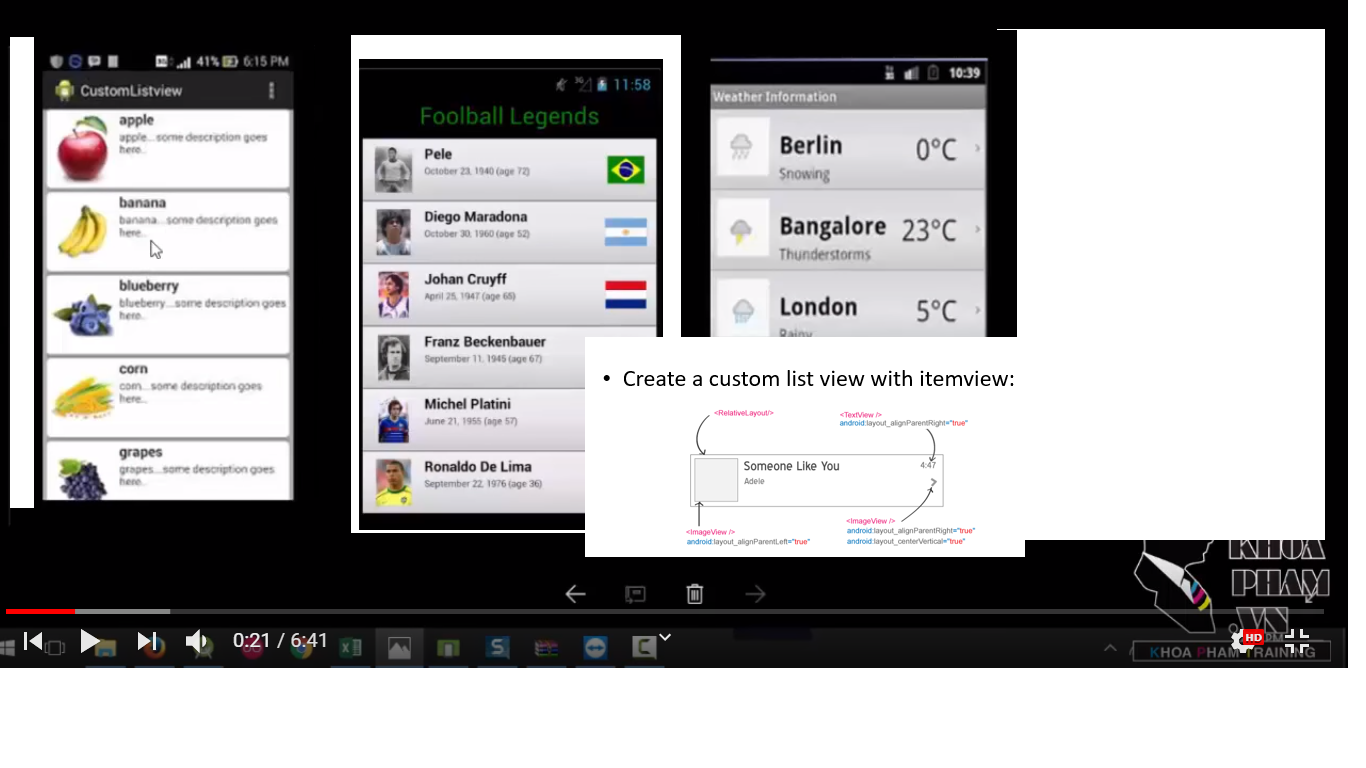 41% 6:15 PM
CustomListview
apple
apple...some description goes
here..
banana
banana...some description goes
here..
blueberry
blueberry...some description goes
here..
corn
corn...some description goes
here..
grapes
grapes...some description goes
here..
3G 11:58
Foolball Legends
Pele
October 23, 1940 (age 72)
Diego Maradona
October 30, 1960 (age 52)
Johan Cruyff
April 25, 1947 (age 65)
Franz Beckenbauer
September 11, 1945 (age 67)
Michel Platini
June 21, 1955 (age 57)
Ronaldo De Lima
September 22, 1976 (age 36)
10:39
Weather Information
Berlin 0°C
Snowing
Bangalore 23°C
Thunderstorms
London 5°C
Rainy
• Create a custom list view with itemview:
<RelativeLayout/>
<TextView />
android:layout_alignParentRight="true"
Someone Like You 4:47
Adele
<ImageView />
android:layout_alignParentLeft="true"
<ImageView />
android:layout_alignParentRight="true"
android:layout_centerVertical="true"
KHOA
PHAM
.VN
0:21 / 6:41
HD
KHOA PHAM TRAINING